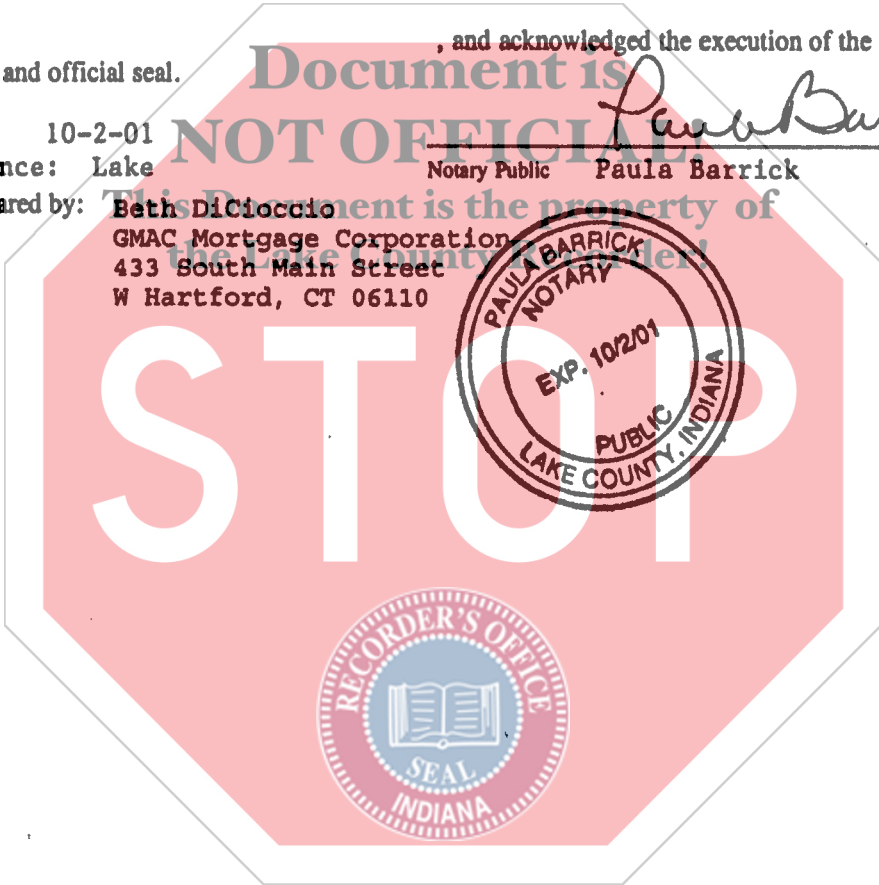 , and acknowledged the execution of the
and official seal.
Document is
NOT OFFICIAL!
This Document is the property of
the Lake County Recorder!
10-2-01
nce: Lake
Notary Public Paula Barrick
ared by: Beth DiCioccio
GMAC Mortgage Corporation
433 South Main Street
W Hartford, CT 06110
PAULA BARRICK
NOTARY
EXP. 10/2/01
PUBLIC
LAKE COUNTY, INDIANA
STOP
RECORDER'S OFFICE
SEAL
INDIANA